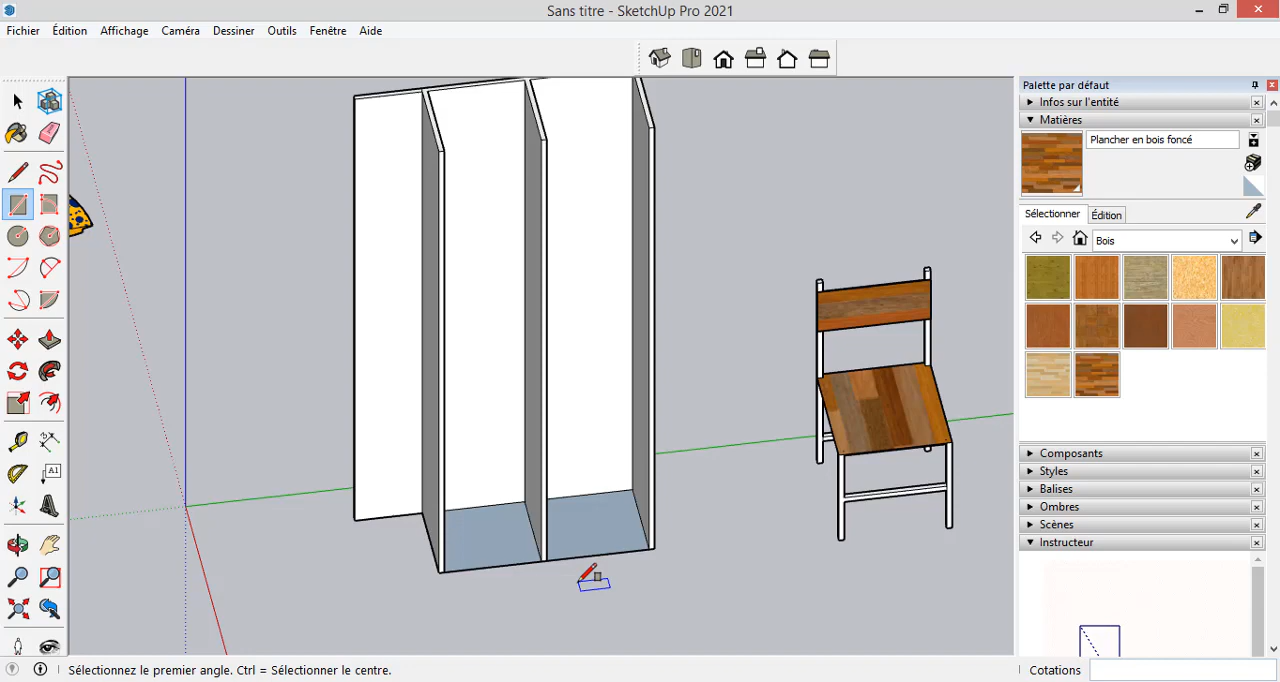 Sans titre - SketchUp Pro 2021
Fichier Édition Affichage Caméra Dessiner Outils Fenêtre Aide
Palette par défaut
Infos sur l'entité
Matières
Plancher en bois foncé
Sélectionner Édition
Bois
A1
Composants
Styles
Balises
Ombres
Scènes
Instructeur
Sélectionnez le premier angle. Ctrl = Sélectionner le centre.
Cotations